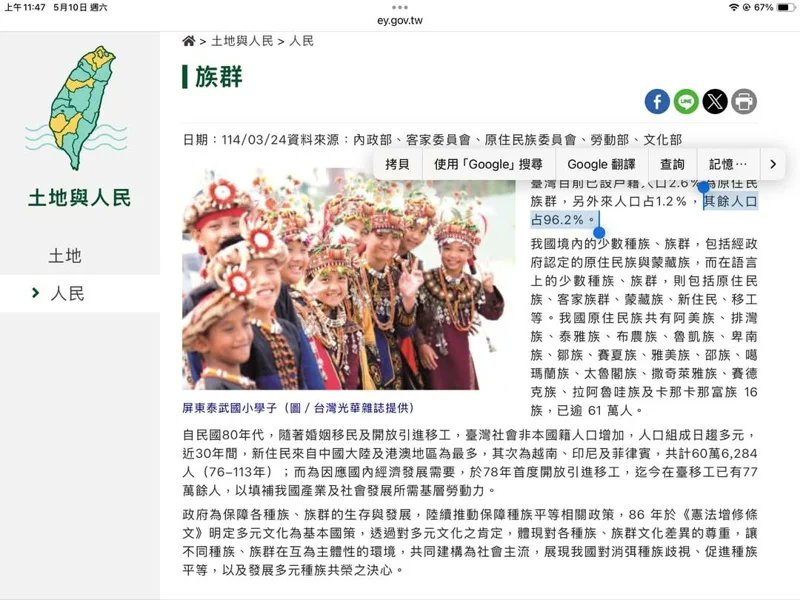 上午11:47 5月10日 週六
67%
ey.gov.tw
> 土地與人民 > 人民
族群
日期：114/03/24資料來源：內政部、客家委員會、原住民族委員會、勞動部、文化部
拷貝 使用「Google」搜尋 Google 翻譯 查詢 記憶…
臺灣目前已設戶籍人口2.6%為原住民
族群，另外來人口占1.2%，其餘人口
占96.2%。
我國境內的少數種族、族群，包括經政
府認定的原住民族與蒙藏族，而在語言
上的少數種族、族群，則包括原住民
族、客家族群、蒙藏族、新住民、移工
等。我國原住民族共有阿美族、排灣
族、泰雅族、布農族、魯凱族、卑南
族、鄒族、賽夏族、雅美族、邵族、噶
瑪蘭族、太魯閣族、撒奇萊雅族、賽德
克族、拉阿魯哇族及卡那卡那富族 16
族，已逾 61 萬人。
屏東泰武國小學子（圖 / 台灣光華雜誌提供）
自民國80年代，隨著婚姻移民及開放引進移工，臺灣社會非本國籍人口增加，人口組成日趨多元，
近30年間，新住民來自中國大陸及港澳地區為最多，其次為越南、印尼及菲律賓，共計60萬6,284
人（76–113年）；而為因應國內經濟發展需要，於78年首度開放引進移工，迄今在臺移工已有77
萬餘人，以填補我國產業及社會發展所需基層勞動力。
政府為保障各種族、族群的生存與發展，陸續推動保障種族平等相關政策，86 年於《憲法增修條
文》明定多元文化為基本國策，透過對多元文化之肯定，體現對各種族、族群文化差異的尊重，讓
不同種族、族群在互為主體性的環境，共同建構為社會主流，展現我國對消弭種族歧視、促進種族
平等，以及發展多元種族共榮之決心。
土地與人民
土地
人民
f
LINE
X